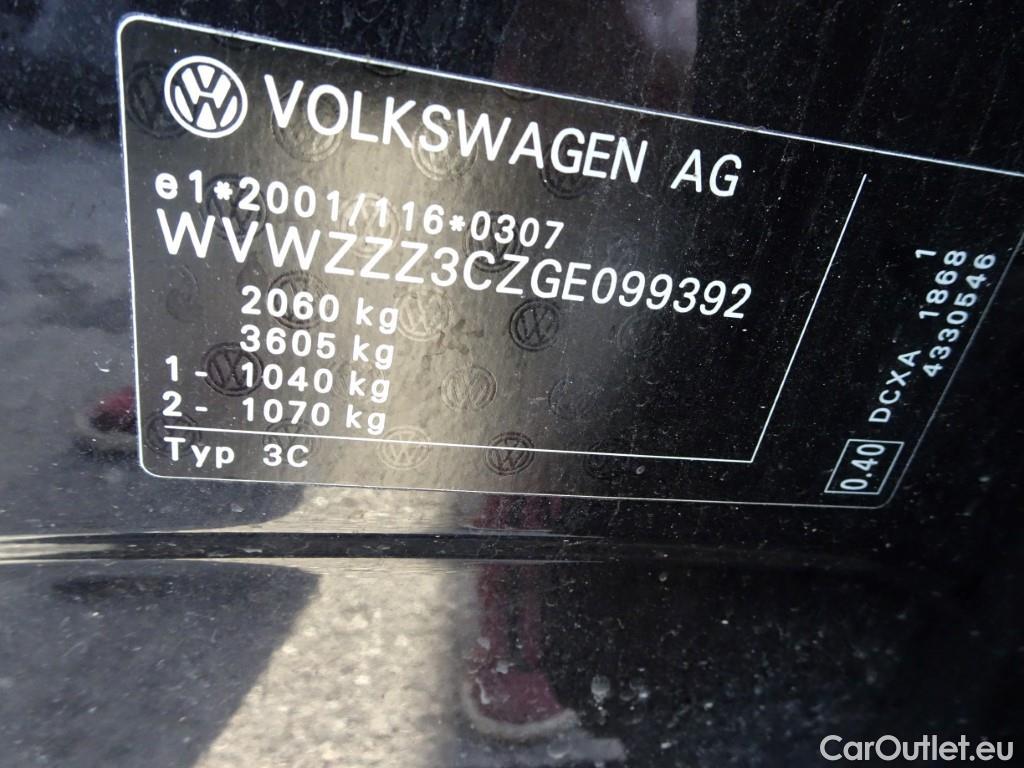 VOLKSWAGEN AG
e1*2001/116*0307
WVWZZZ3CZGE099392
2060 kg
3605 kg
1- 1040 kg
2- 1070 kg
Typ 3C
1
DCXA 1868
4330546
0.40
CarOutlet.eu